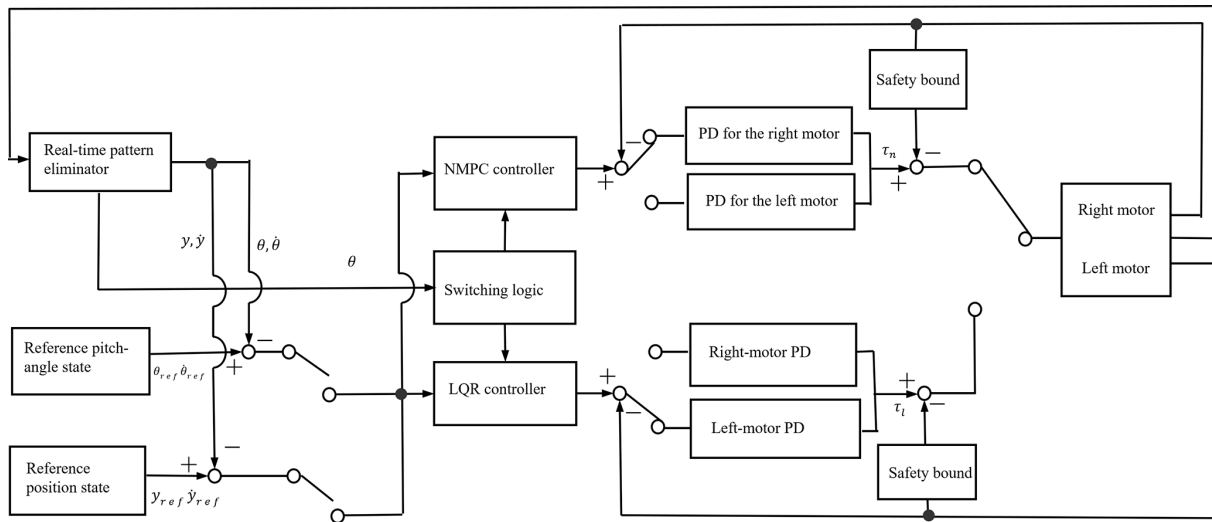 Safety bound
Real-time pattern
eliminator
NMPC controller
PD for the right motor
τn
PD for the left motor
Right motor
Left motor
y, ẏ
θ, θ̇
θ
Switching logic
Reference pitch-
angle state
θref θ̇ref
LQR controller
Right-motor PD
Left-motor PD
τl
Reference
position state
yref ẏref
Safety bound